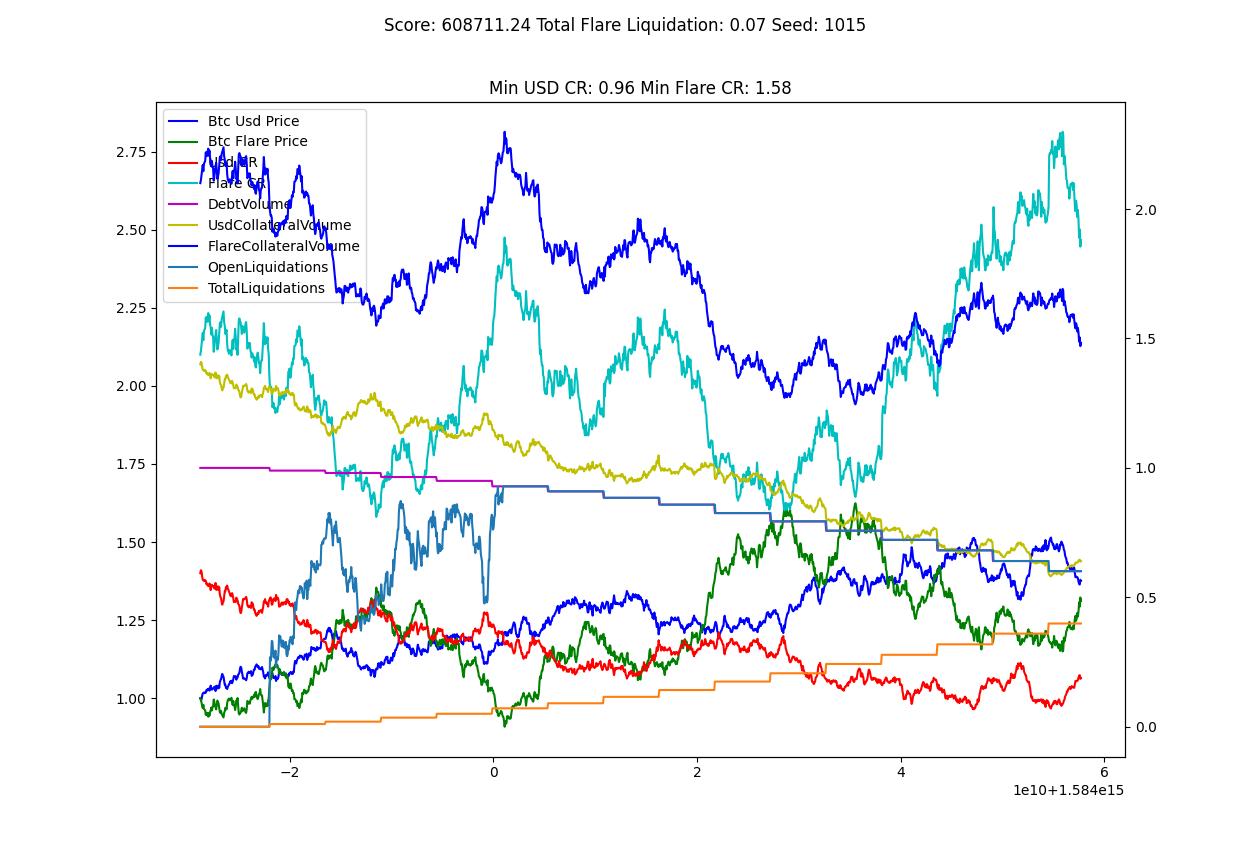 Score: 608711.24 Total Flare Liquidation: 0.07 Seed: 1015
Min USD CR: 0.96 Min Flare CR: 1.58
Btc Usd Price
Btc Flare Price
Usd CR
Flare CR
DebtVolume
UsdCollateralVolume
FlareCollateralVolume
OpenLiquidations
TotalLiquidations
2.75
2.50
2.25
2.00
1.75
1.50
1.25
1.00
2.0
1.5
1.0
0.5
0.0
−2 0 2 4 6
1e10+1.584e15